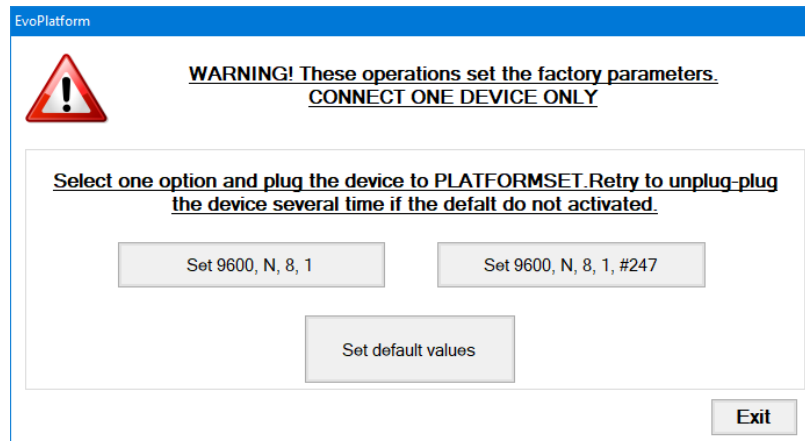 EvoPlatform
WARNING! These operations set the factory parameters.
CONNECT ONE DEVICE ONLY
Select one option and plug the device to PLATFORMSET.Retry to unplug-plug
the device several time if the defalt do not activated.
Set 9600, N, 8, 1
Set 9600, N, 8, 1, #247
Set default values
Exit